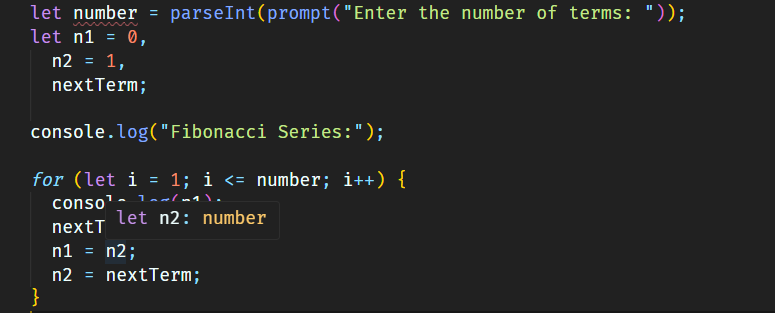 let number = parseInt(prompt("Enter the number of terms: "));
let n1 = 0,
n2 = 1,
nextTerm;
console.log("Fibonacci Series:");
for (let i = 1; i <= number; i++) {
console.log(n1);
let n2: number
nextT
n1 = n2;
n2 = nextTerm;
}